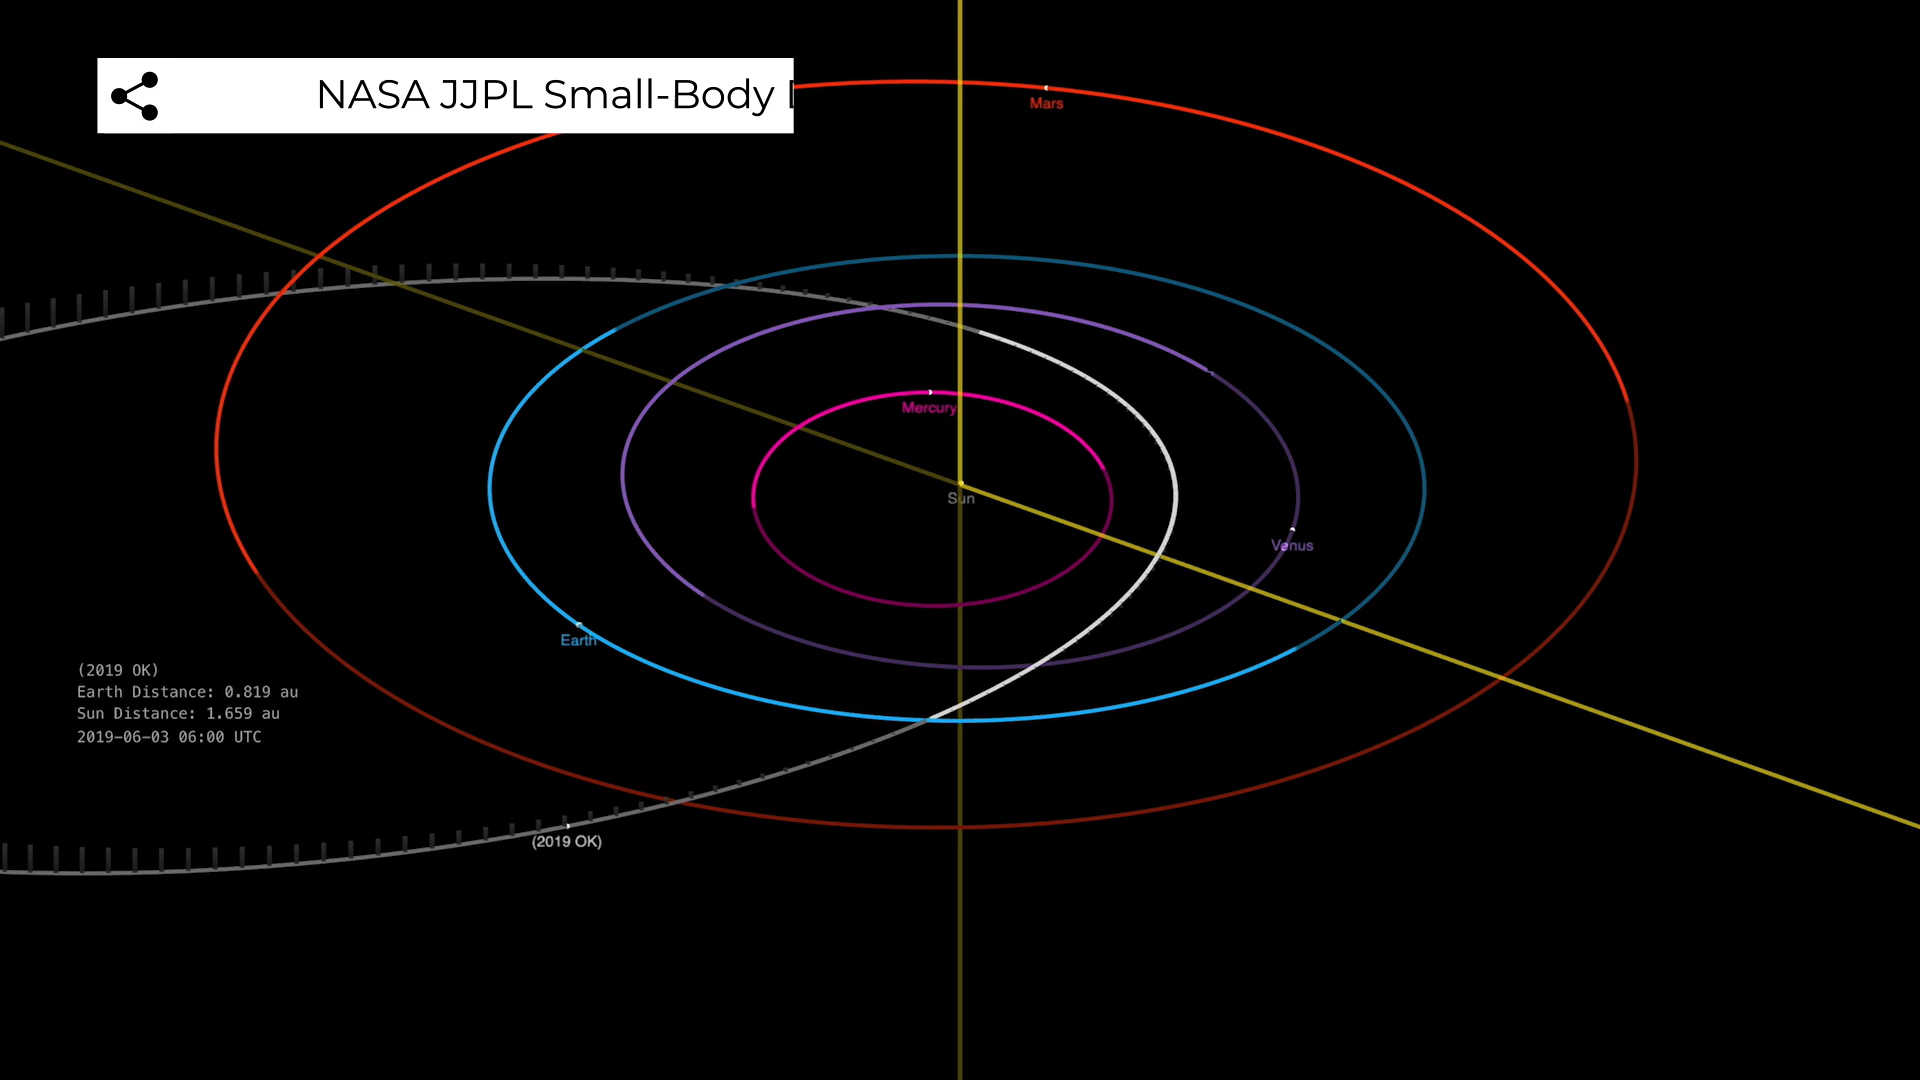 NASA JJPL Small-Body
Mars
Mercury
Sun
Venus
Earth
(2019 OK)
Earth Distance: 0.819 au
Sun Distance: 1.659 au
2019-06-03 06:00 UTC
(2019 OK)